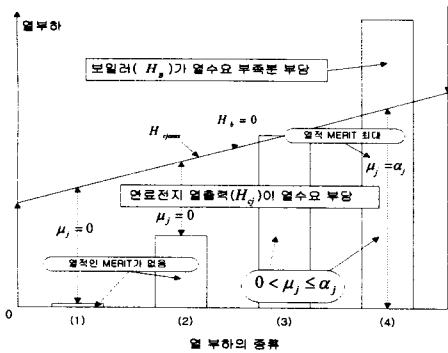 열부하
보일러( H_B )가 열수요 부족분 부담
H_cjmax
H_b = 0
열적 MERIT 최대
μ_j = α_j
연료전지 열출력(H_cj)이 열수요 부담
μ_j = 0
μ_j = 0
열적인 MERIT가 없음
0 < μ_j ≤ α_j
0
(1) (2) (3) (4)
열 부하의 종류